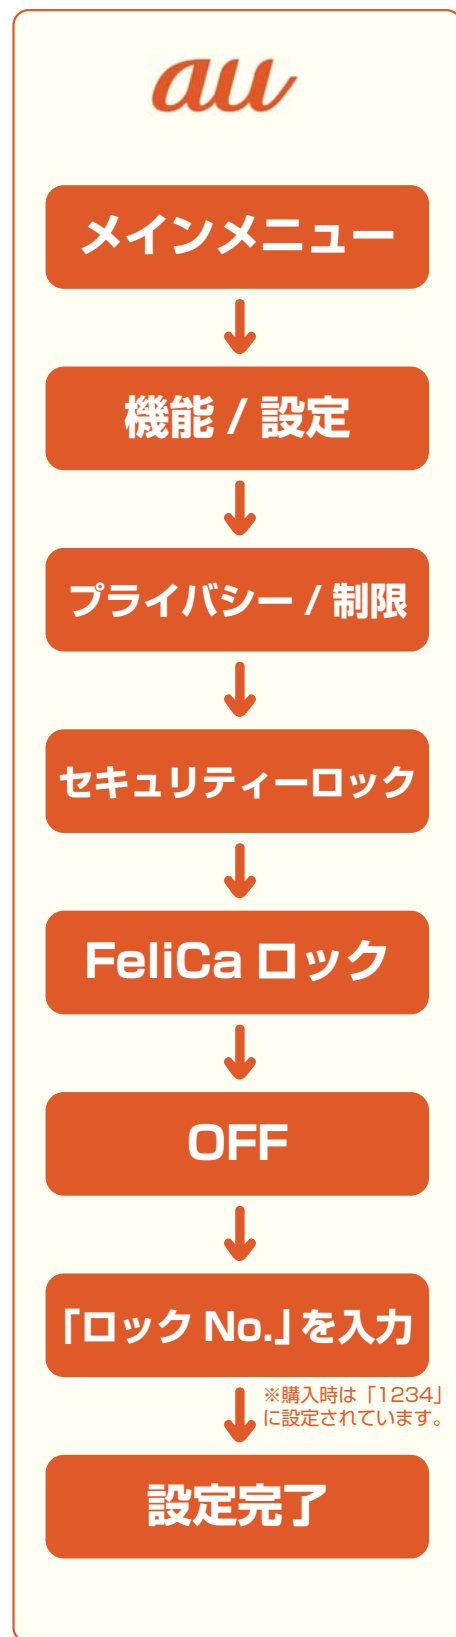 au
メインメニュー
機能 / 設定
プライバシー / 制限
セキュリティーロック
FeliCa ロック
OFF
「ロック No.」を入力
※購入時は「1234」
に設定されています。
設定完了